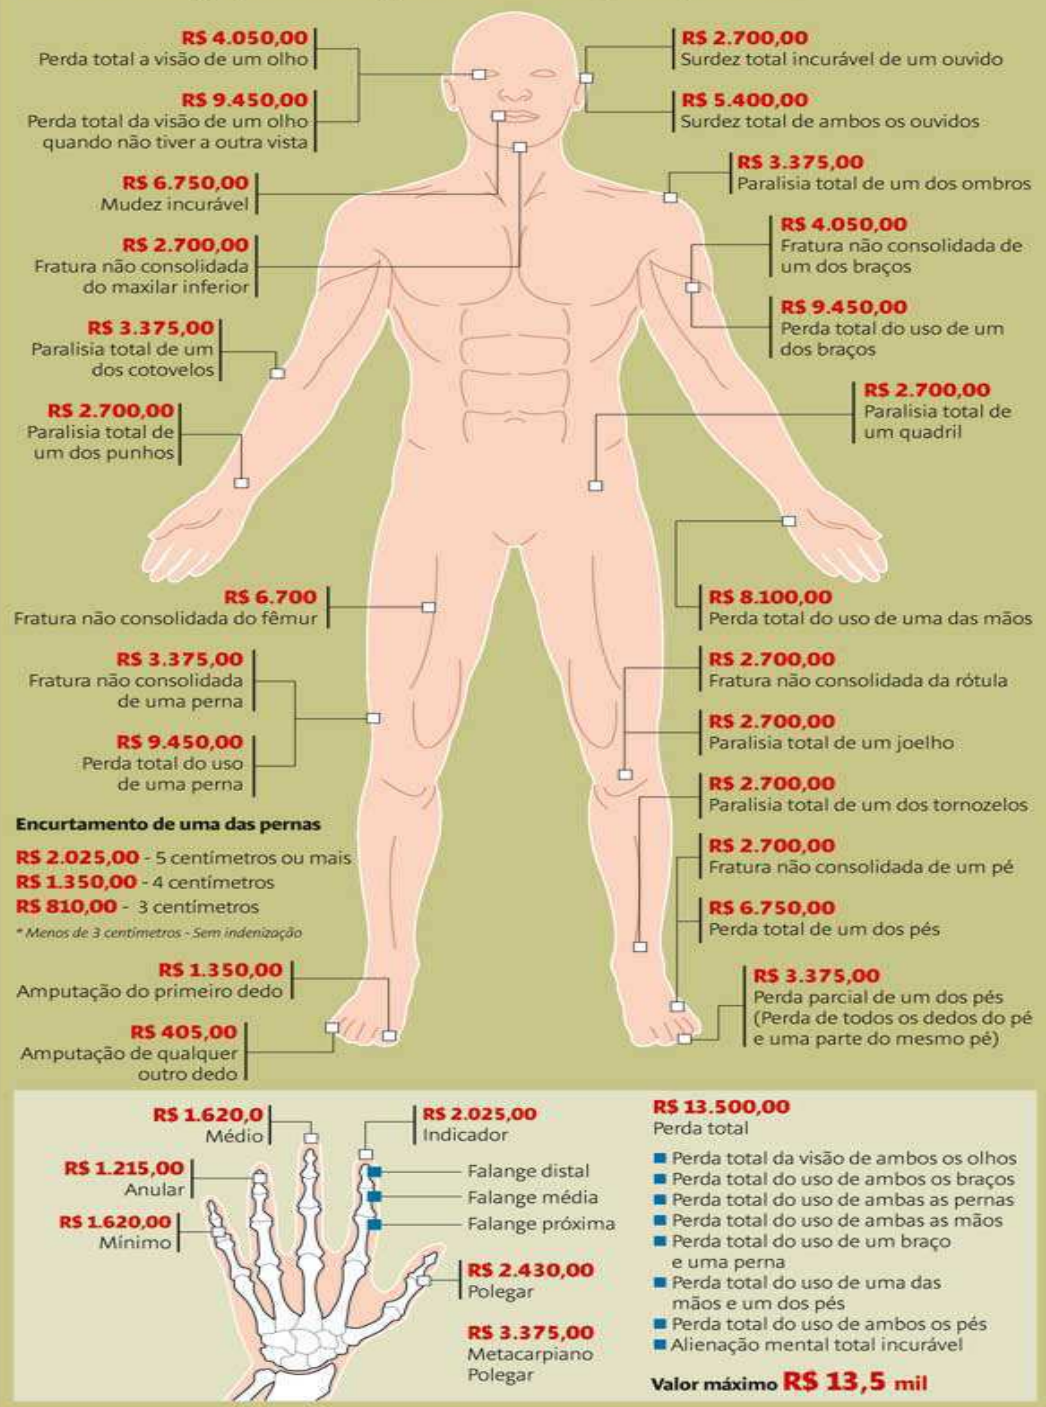 R$ 4.050,00
Perda total a visão de um olho
R$ 9.450,00
Perda total da visão de um olho
quando não tiver a outra vista
R$ 6.750,00
Mudez incurável
R$ 2.700,00
Fratura não consolidada
do maxilar inferior
R$ 3.375,00
Paralisia total de um
dos cotovelos
R$ 2.700,00
Paralisia total de
um dos punhos
R$ 2.700,00
Surdez total incurável de um ouvido
R$ 5.400,00
Surdez total de ambos os ouvidos
R$ 3.375,00
Paralisia total de um dos ombros
R$ 4.050,00
Fratura não consolidada de
um dos braços
R$ 9.450,00
Perda total do uso de um
dos braços
R$ 2.700,00
Paralisia total de
um quadril
R$ 6.700
Fratura não consolidada do fêmur
R$ 3.375,00
Fratura não consolidada
de uma perna
R$ 9.450,00
Perda total do uso
de uma perna
Encurtamento de uma das pernas
R$ 2.025,00 - 5 centímetros ou mais
R$ 1.350,00 - 4 centímetros
R$ 810,00 - 3 centímetros
* Menos de 3 centímetros - Sem indenização
R$ 1.350,00
Amputação do primeiro dedo
R$ 405,00
Amputação de qualquer
outro dedo
R$ 8.100,00
Perda total do uso de uma das mãos
R$ 2.700,00
Fratura não consolidada da rótula
R$ 2.700,00
Paralisia total de um joelho
R$ 2.700,00
Paralisia total de um dos tornozelos
R$ 2.700,00
Fratura não consolidada de um pé
R$ 6.750,00
Perda total de um dos pés
R$ 3.375,00
Perda parcial de um dos pés
(Perda de todos os dedos do pé
e uma parte do mesmo pé)
R$ 1.620,0
Médio
R$ 1.215,00
Anular
R$ 1.620,00
Mínimo
R$ 2.025,00
Indicador
Falange distal
Falange média
Falange próxima
R$ 2.430,00
Polegar
R$ 3.375,00
Metacarpiano
Polegar
R$ 13.500,00
Perda total
Perda total da visão de ambos os olhos
Perda total do uso de ambos os braços
Perda total do uso de ambas as pernas
Perda total do uso de ambas as mãos
Perda total do uso de um braço
e uma perna
Perda total do uso de uma das
mãos e um dos pés
Perda total do uso de ambos os pés
Alienação mental total incurável
Valor máximo R$ 13,5 mil